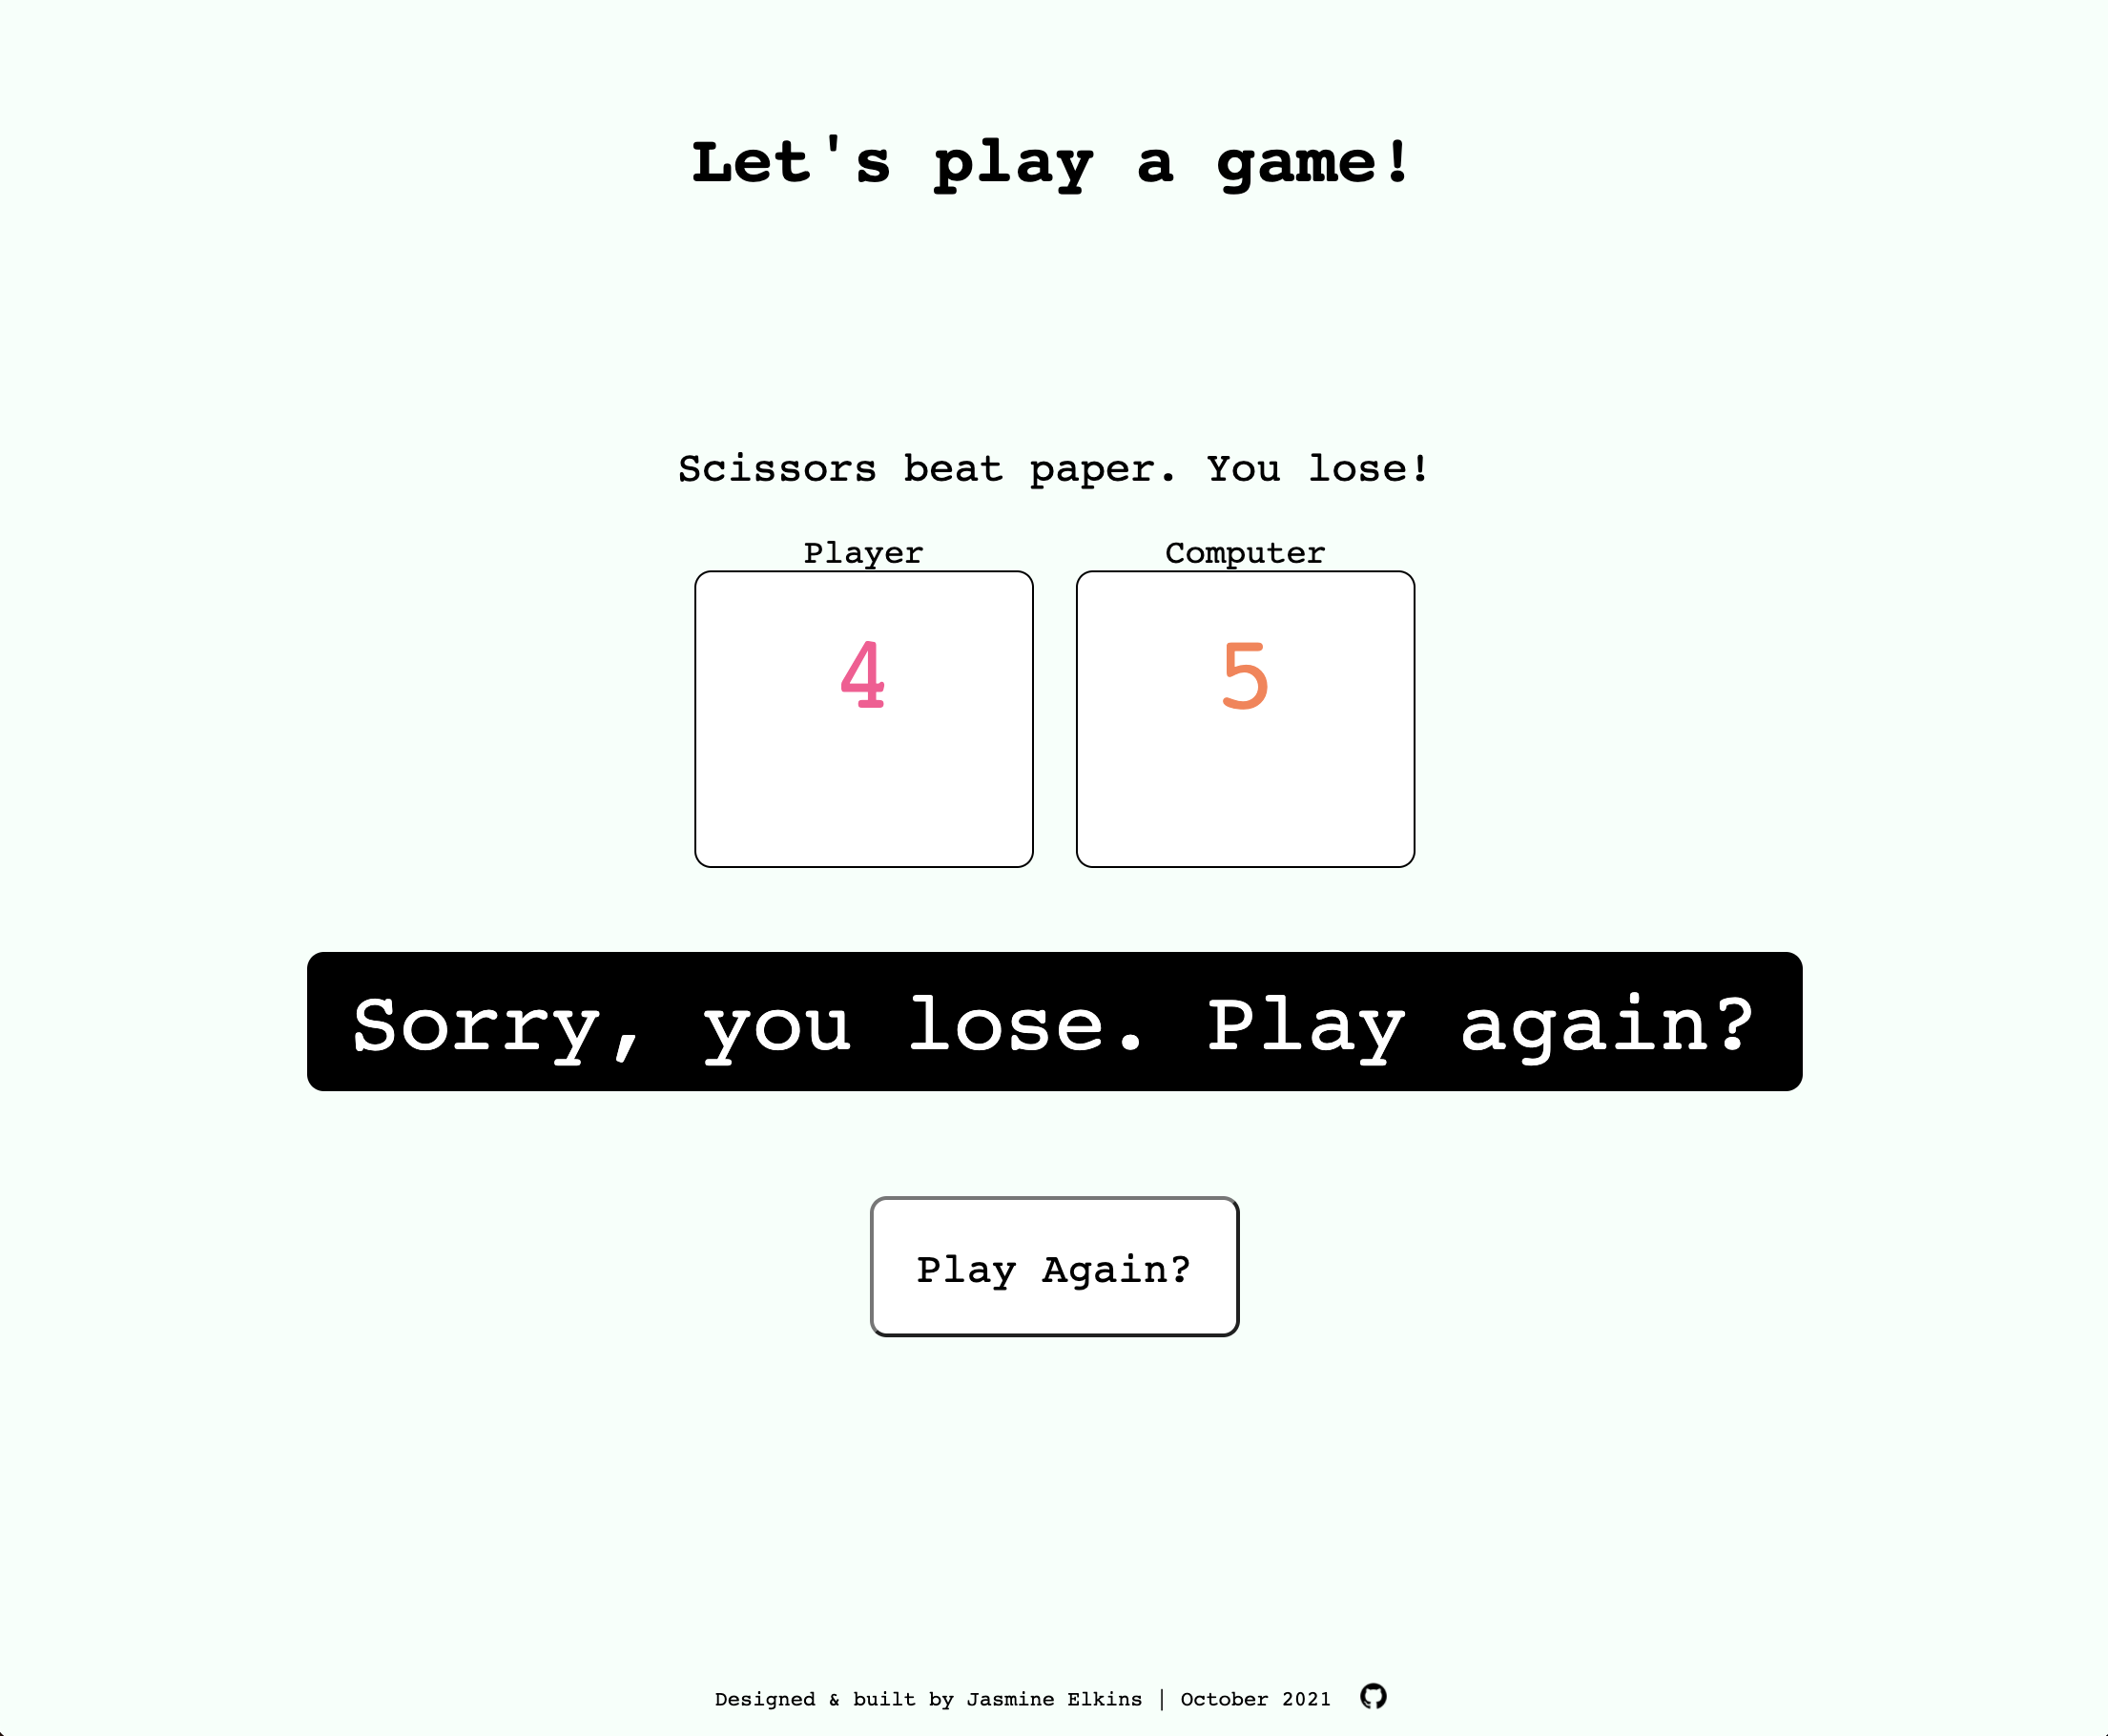 Let's play a game!
Scissors beat paper. You lose!
Player
Computer
4
5
Sorry, you lose. Play again?
Play Again?
Designed & built by Jasmine Elkins | October 2021